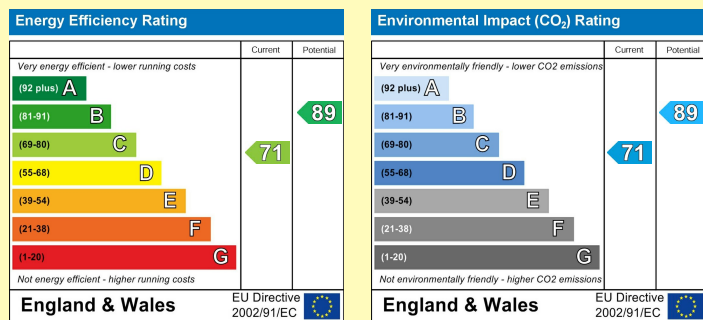 Energy Efficiency Rating
Current Potential
Very energy efficient - lower running costs
(92 plus) A
(81-91) B 89
(69-80) C 71
(55-68) D
(39-54) E
(21-38) F
(1-20) G
Not energy efficient - higher running costs
England & Wales
EU Directive
2002/91/EC
Environmental Impact (CO₂) Rating
Current Potential
Very environmentally friendly - lower CO2 emissions
(92 plus) A
(81-91) B 89
(69-80) C 71
(55-68) D
(39-54) E
(21-38) F
(1-20) G
Not environmentally friendly - higher CO2 emissions
England & Wales
EU Directive
2002/91/EC